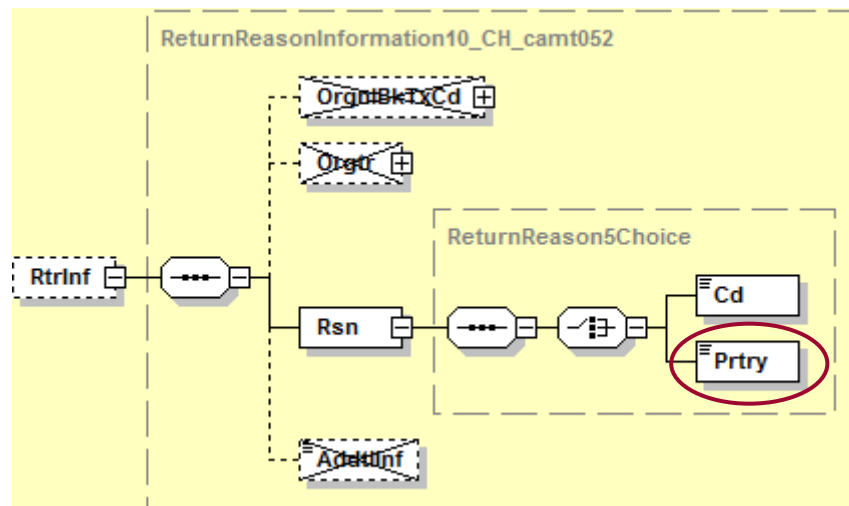 ReturnReasonInformation10_CH_camt052
OrgnlBkTxCd
Orgtr
ReturnReason5Choice
RtrInf
Cd
Rsn
Prtry
AddtlInf